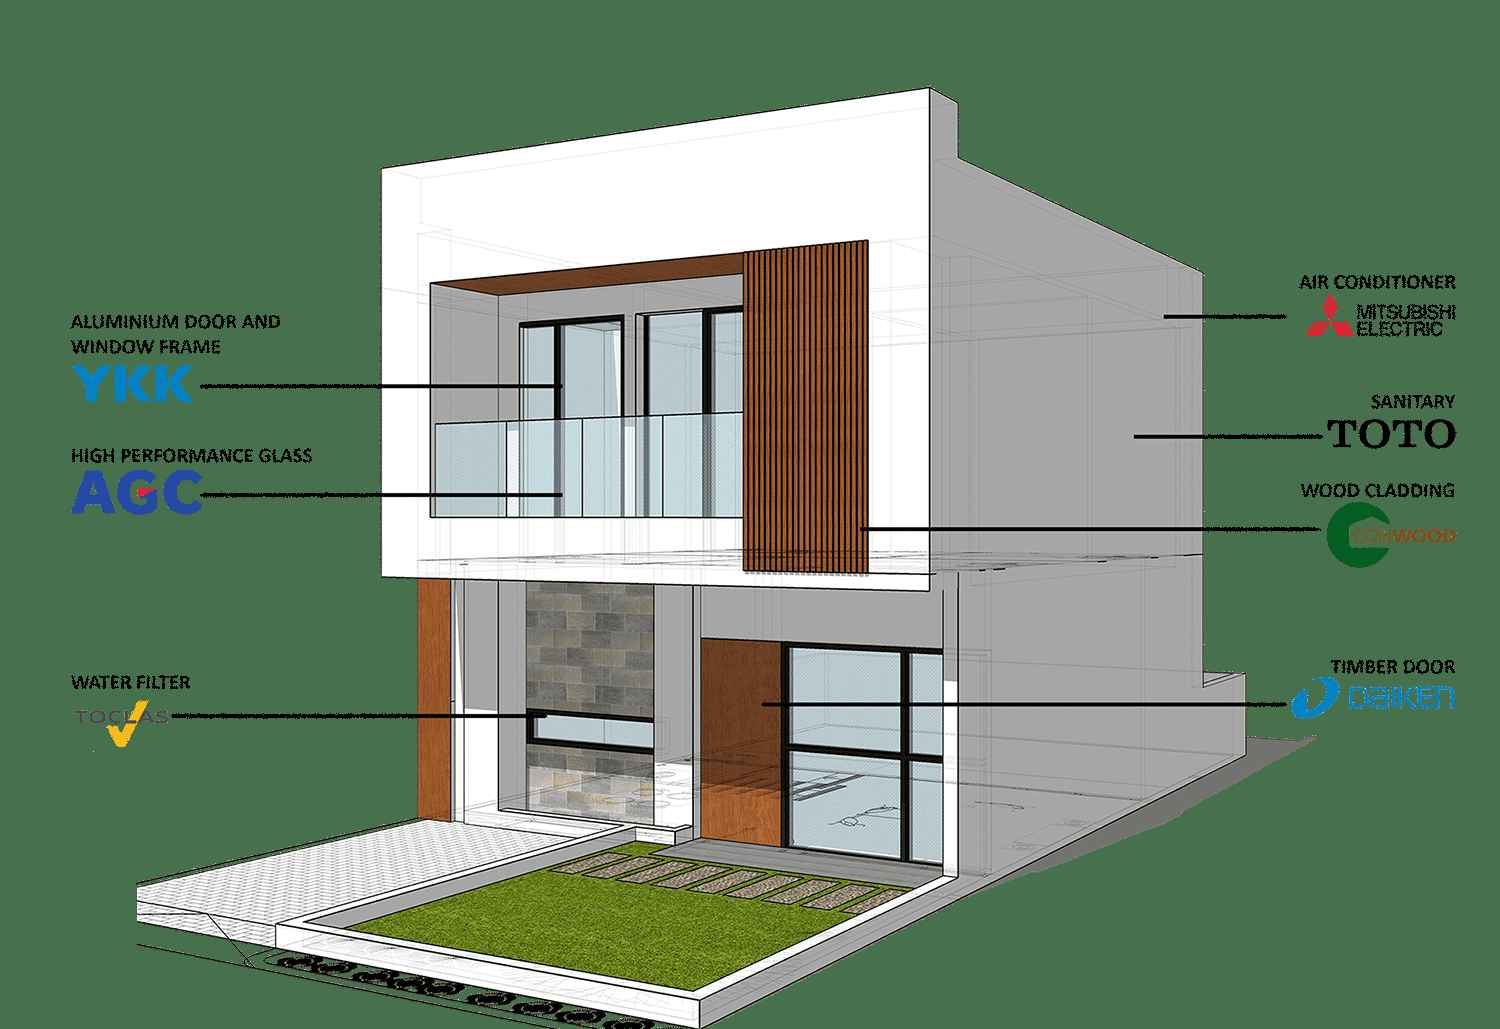 ALUMINIUM DOOR AND
WINDOW FRAME
YKK
HIGH PERFORMANCE GLASS
AGC
WATER FILTER
TOCLAS
AIR CONDITIONER
MITSUBISHI
ELECTRIC
SANITARY
TOTO
WOOD CLADDING
CONWOOD
TIMBER DOOR
DAIKEN